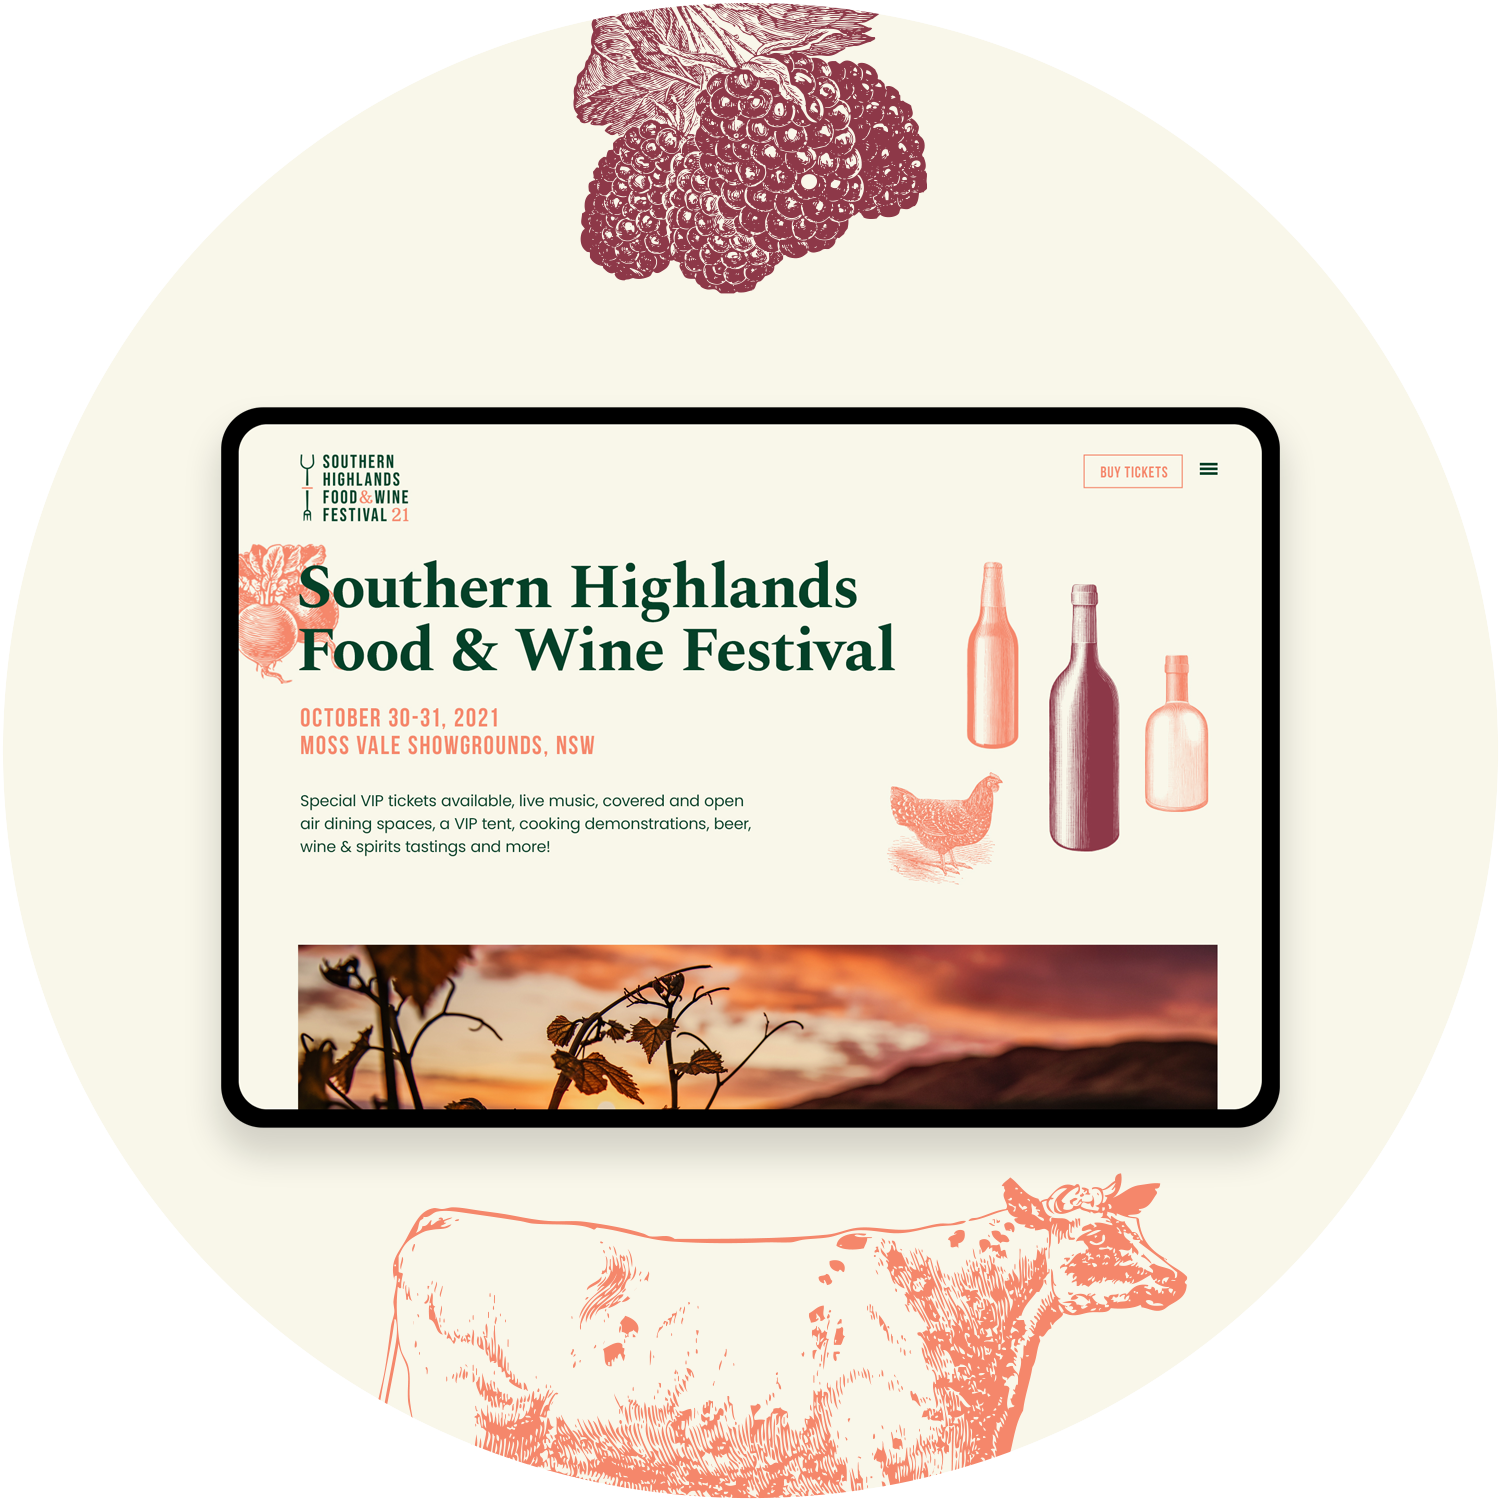 SOUTHERN
HIGHLANDS
FOOD & WINE
FESTIVAL 21
BUY TICKETS
Southern Highlands
Food & Wine Festival
OCTOBER 30-31, 2021
MOSS VALE SHOWGROUNDS, NSW
Special VIP tickets available, live music, covered and open
air dining spaces, a VIP tent, cooking demonstrations, beer,
wine & spirits tastings and more!